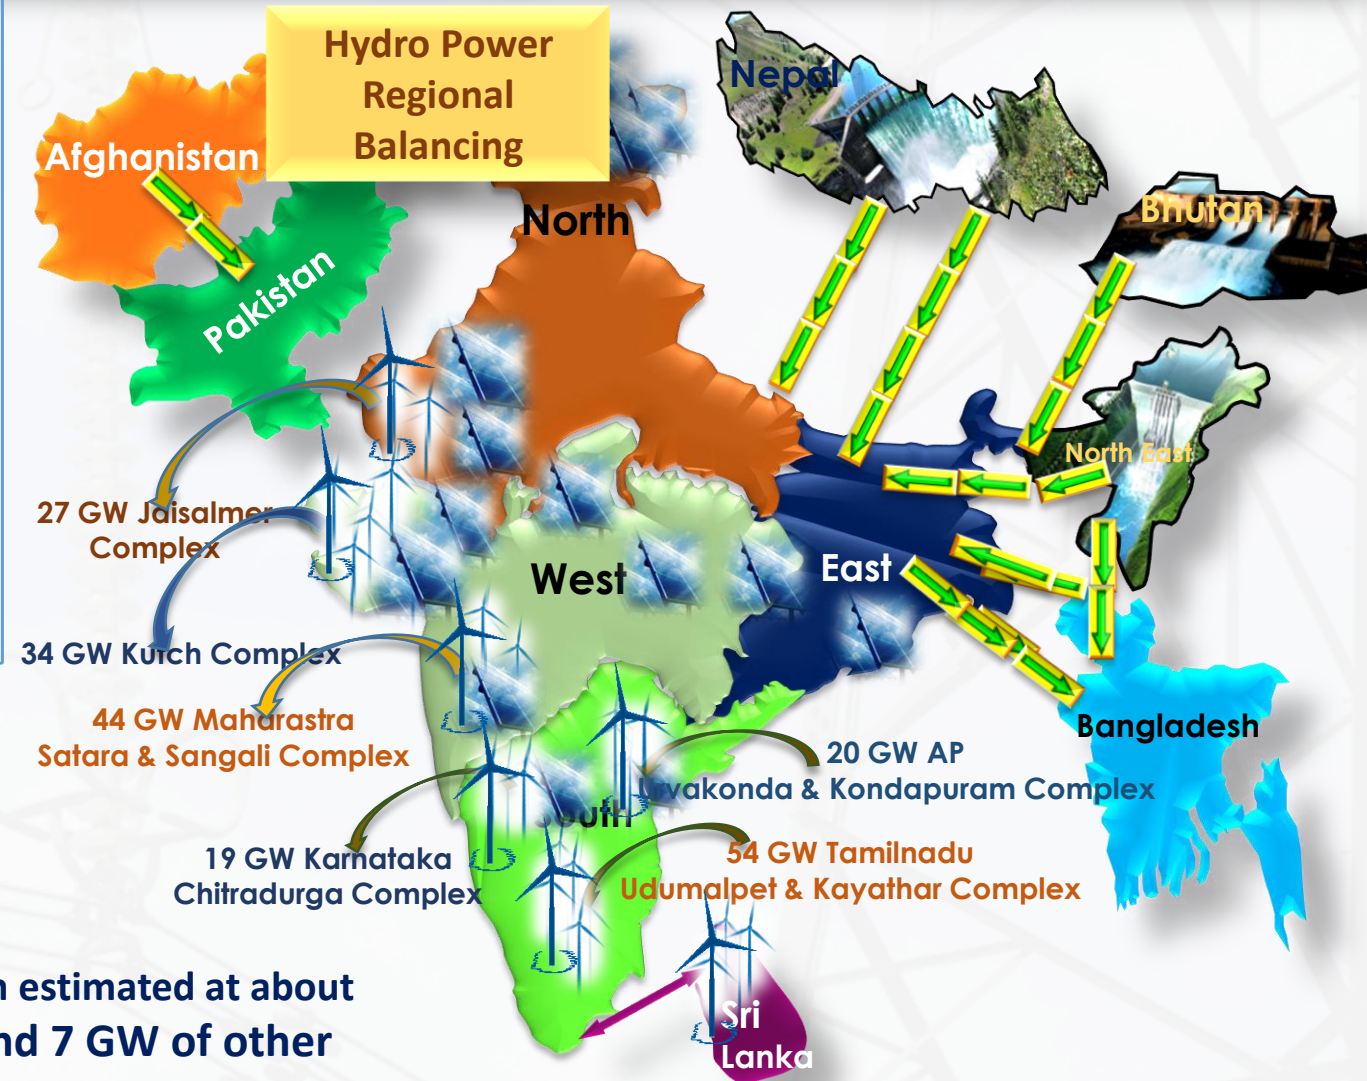 Hydro Power
Regional
Balancing
Nepal
Afghanistan
Bhutan
North
Pakistan
North East
27 GW Jaisalmer
Complex
West
East
34 GW Kutch Complex
44 GW Maharastra
Satara & Sangali Complex
Bangladesh
20 GW AP
Urvakonda & Kondapuram Complex
South
19 GW Karnataka
Chitradurga Complex
54 GW Tamilnadu
Udumalpet & Kayathar Complex
estimated at about
7 GW of other
Sri
Lanka